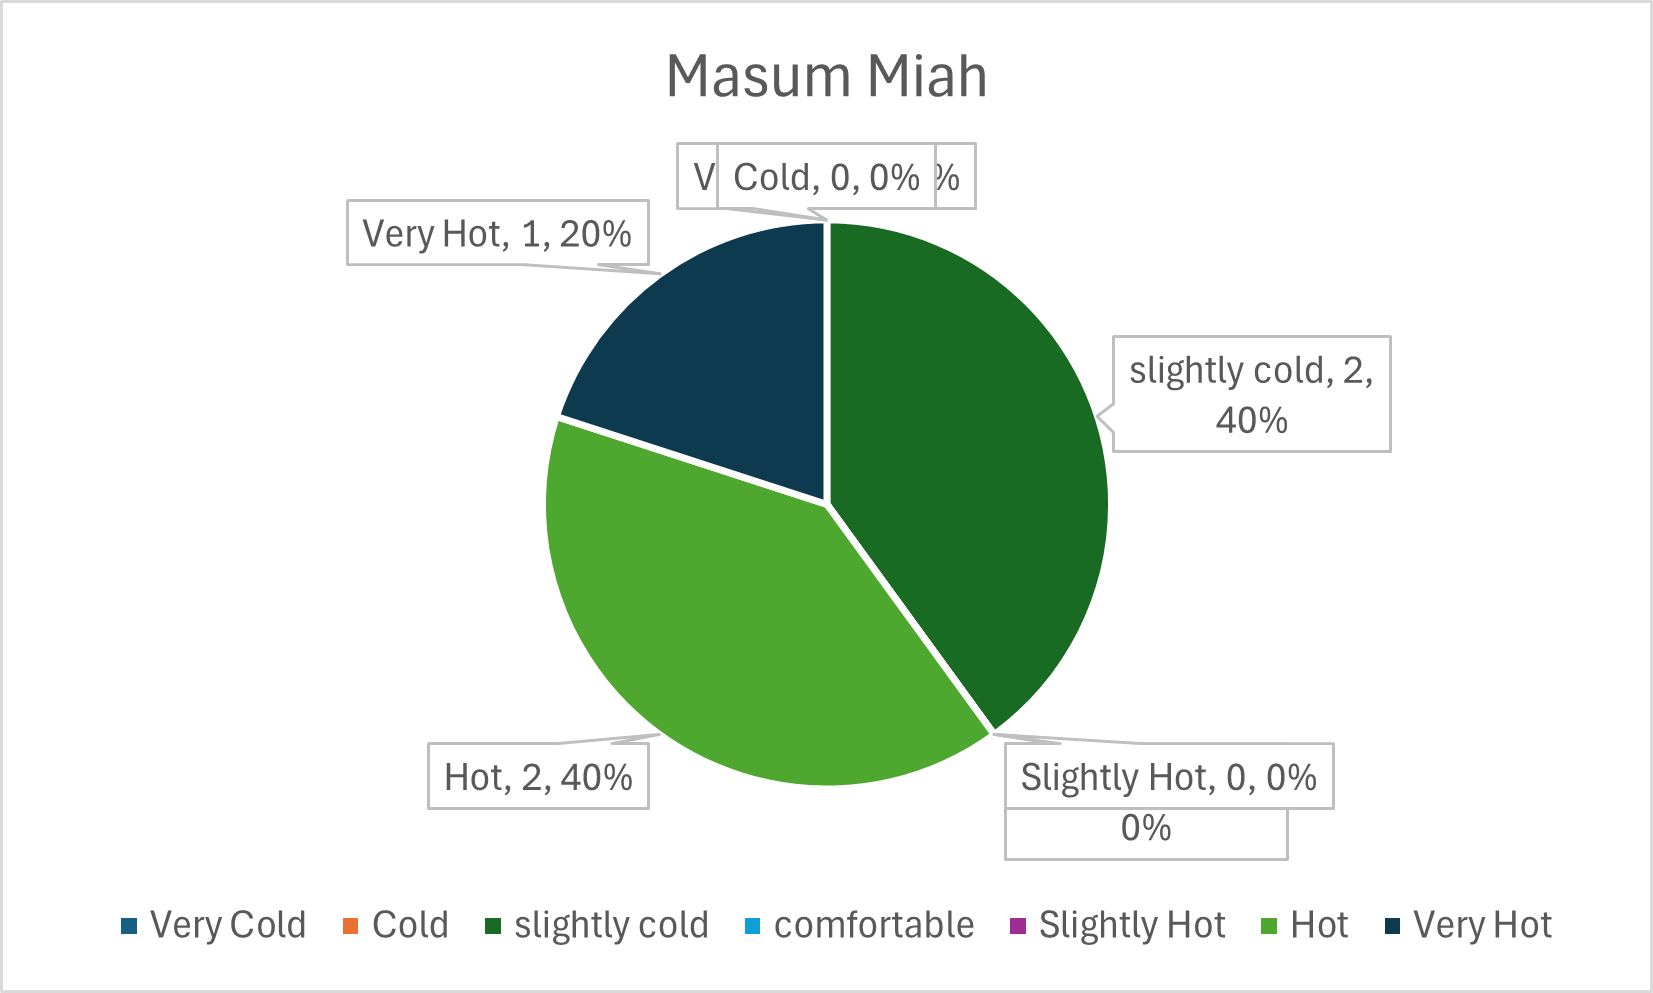 Masum Miah
V
Cold, 0, 0%
%
Very Hot, 1, 20%
slightly cold, 2,
40%
Hot, 2, 40%
Slightly Hot, 0, 0%
0%
Very Cold
Cold
slightly cold
comfortable
Slightly Hot
Hot
Very Hot